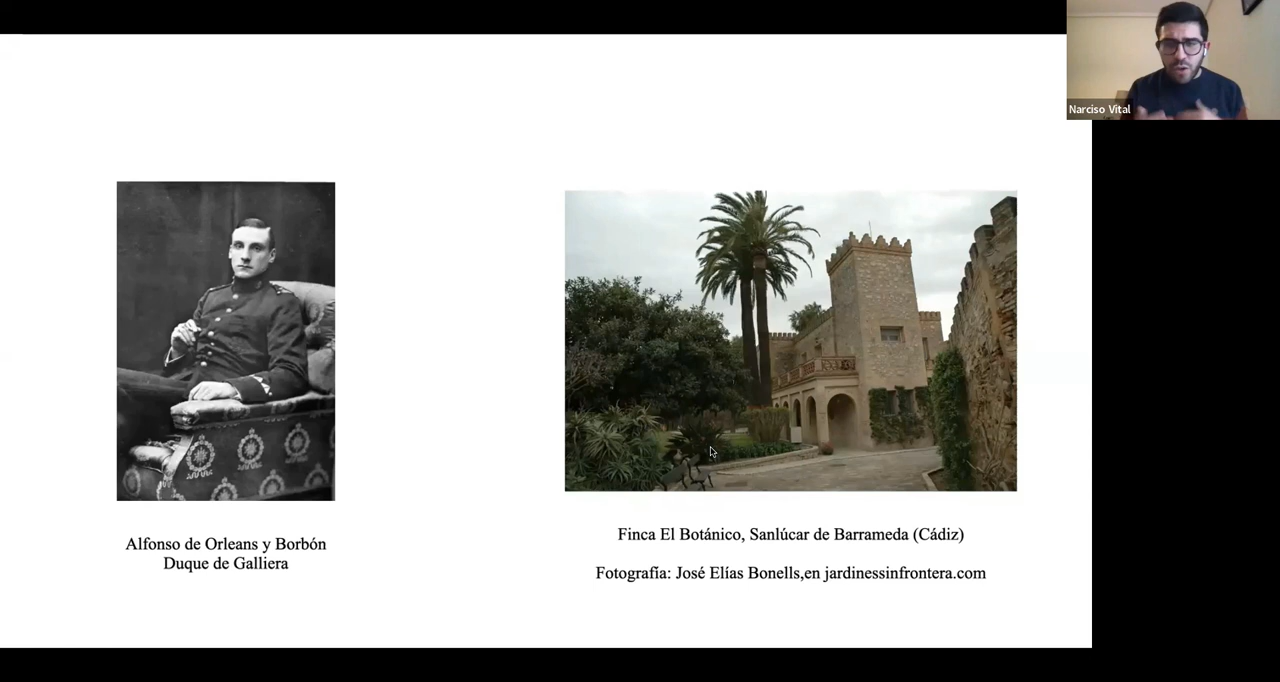 Narciso Vital
Alfonso de Orleans y Borbón
Duque de Galliera
Finca El Botánico, Sanlúcar de Barrameda (Cádiz)
Fotografía: José Elías Bonells,en jardinessinfrontera.com